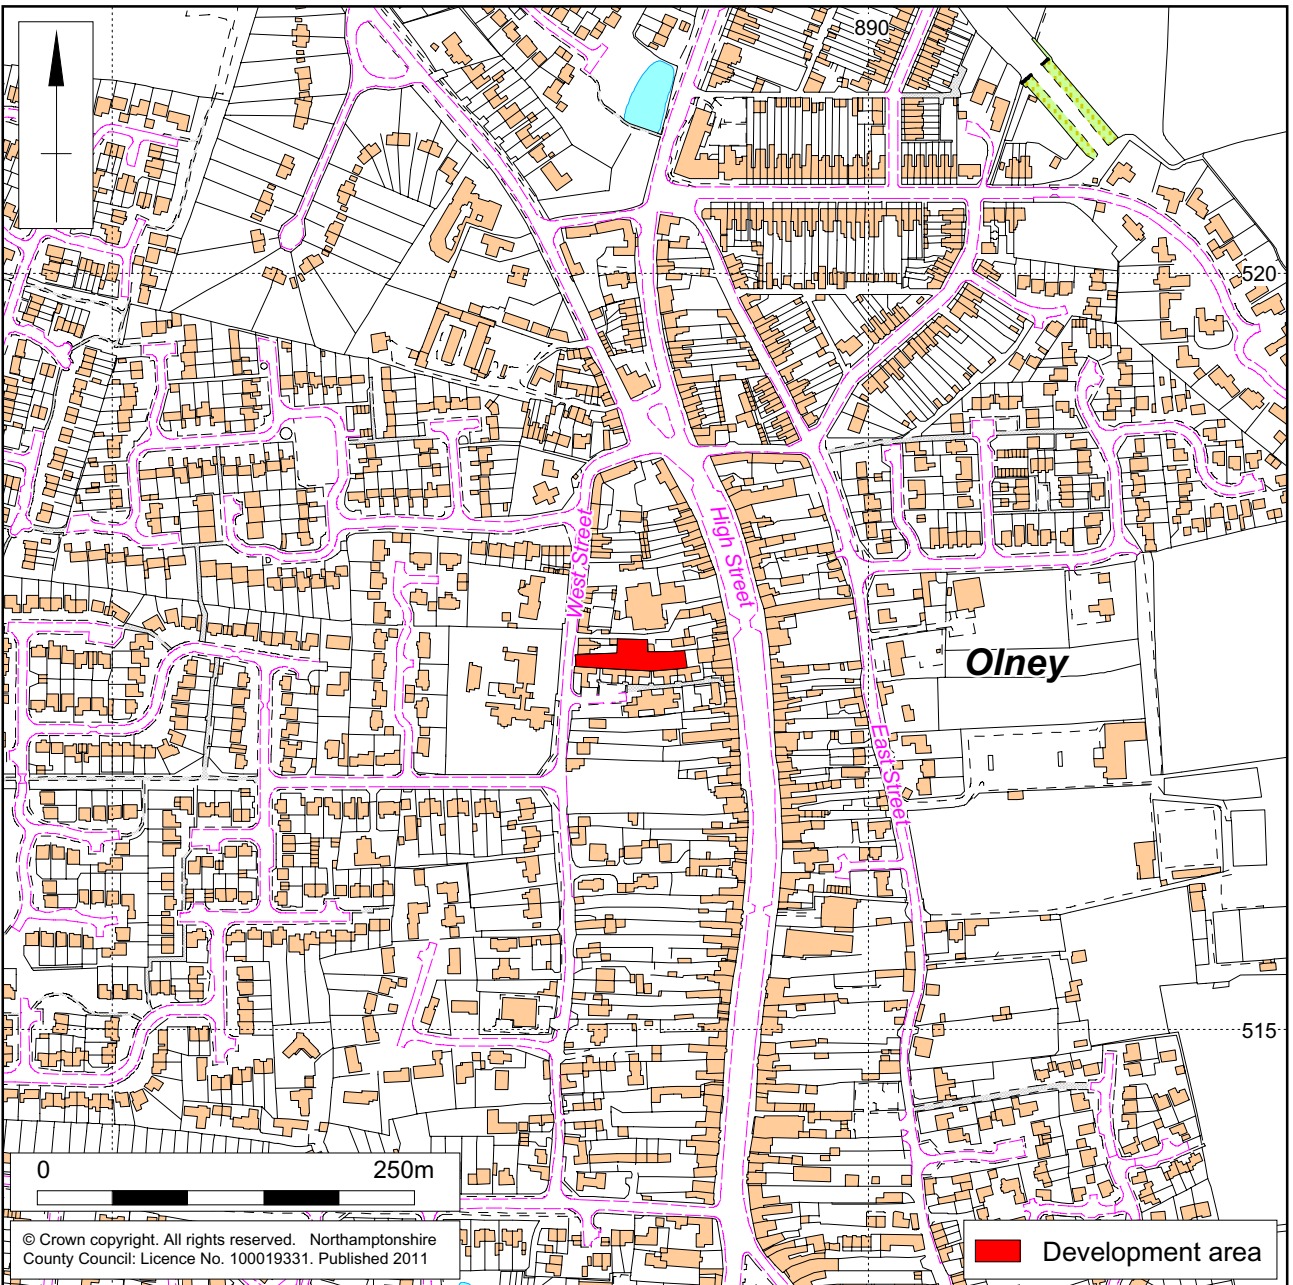 890
520
High Street
West Street
Olney
East Street
515
0 250m
© Crown copyright. All rights reserved. Northamptonshire
County Council: Licence No. 100019331. Published 2011
Development area